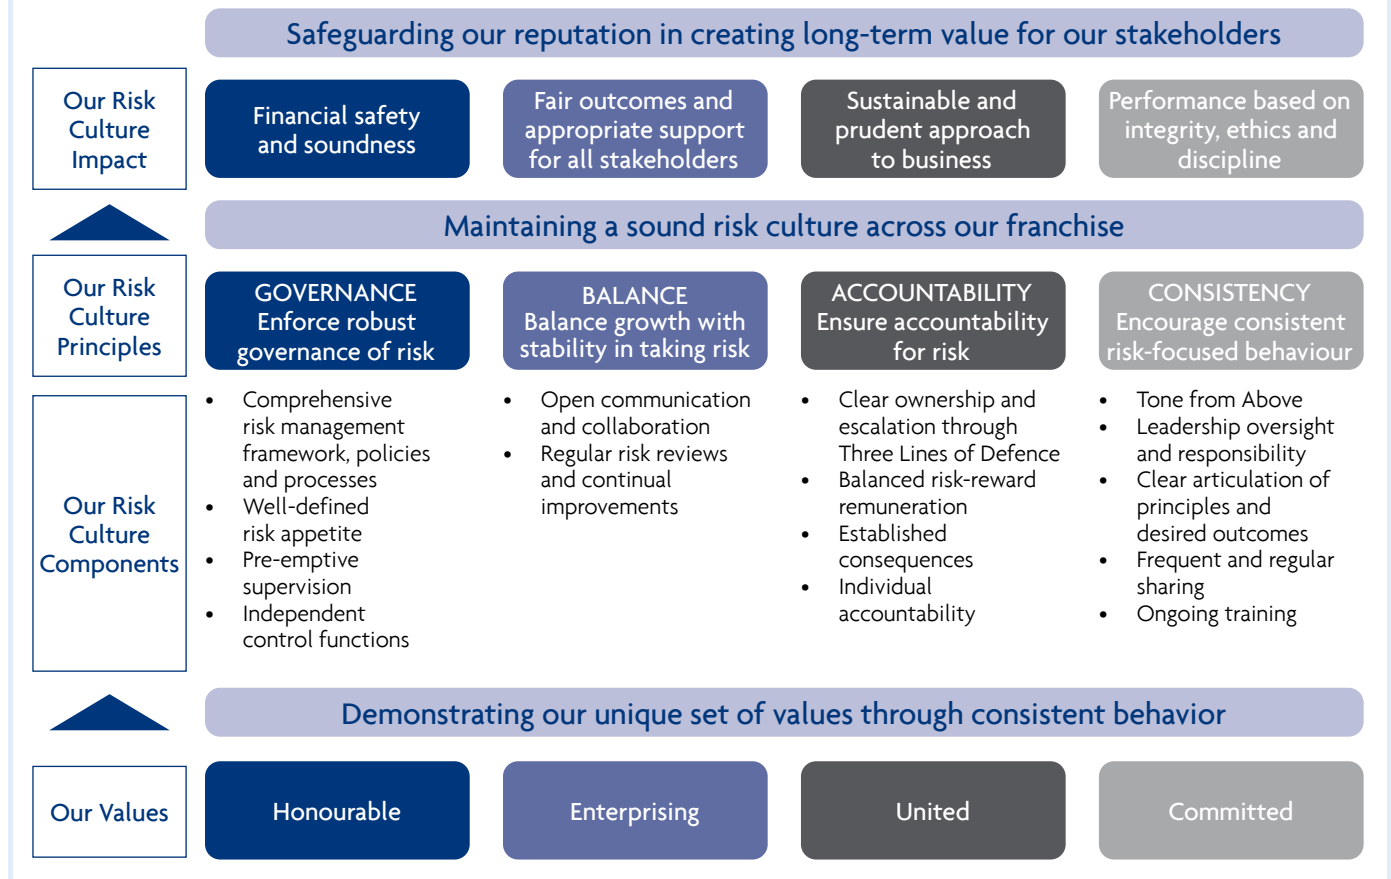 Safeguarding our reputation in creating long-term value for our stakeholders
Our Risk
Culture
Impact
Financial safety
and soundness
Fair outcomes and
appropriate support
for all stakeholders
Sustainable and
prudent approach
to business
Performance based on
integrity, ethics and
discipline
Maintaining a sound risk culture across our franchise
Our Risk
Culture
Principles
GOVERNANCE
Enforce robust
governance of risk
BALANCE
Balance growth with
stability in taking risk
ACCOUNTABILITY
Ensure accountability
for risk
CONSISTENCY
Encourage consistent
risk-focused behaviour
Our Risk
Culture
Components
• Comprehensive
risk management
framework, policies
and processes
• Well-defined
risk appetite
• Pre-emptive
supervision
• Independent
control functions
• Open communication
and collaboration
• Regular risk reviews
and continual
improvements
• Clear ownership and
escalation through
Three Lines of Defence
• Balanced risk-reward
remuneration
• Established
consequences
• Individual
accountability
• Tone from Above
• Leadership oversight
and responsibility
• Clear articulation of
principles and
desired outcomes
• Frequent and regular
sharing
• Ongoing training
Demonstrating our unique set of values through consistent behavior
Our Values
Honourable
Enterprising
United
Committed